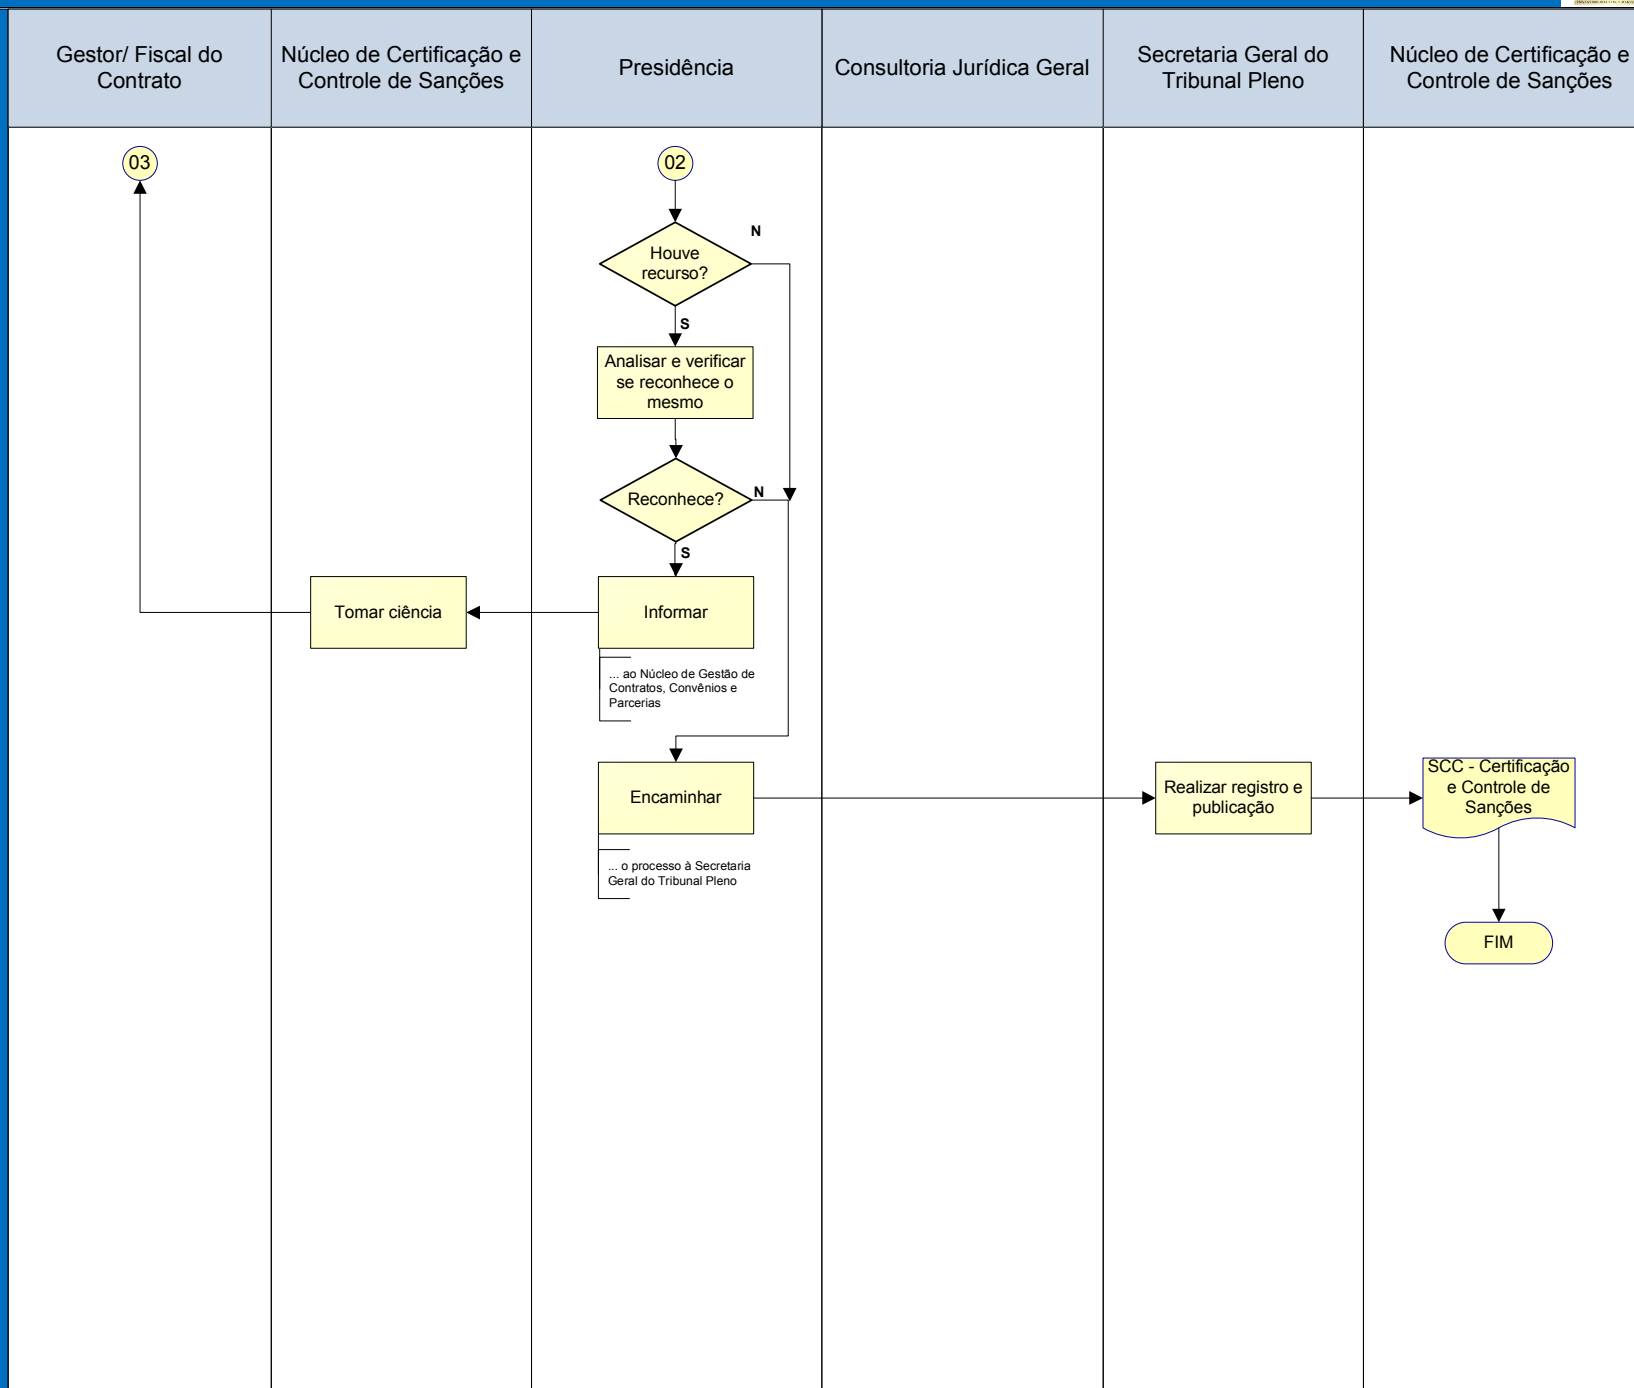 Gestor/ Fiscal do
Contrato
Núcleo de Certificação e
Controle de Sanções
Presidência
Consultoria Jurídica Geral
Secretaria Geral do
Tribunal Pleno
Núcleo de Certificação e
Controle de Sanções
03
02
N
Houve
recurso?
S
Analisar e verificar
se reconhece o
mesmo
Reconhece?
N
S
Tomar ciência
Informar
... ao Núcleo de Gestão de
Contratos, Convênios e
Parcerias
Encaminhar
Realizar registro e
publicação
SCC - Certificação
e Controle de
Sanções
... o processo à Secretaria
Geral do Tribunal Pleno
FIM